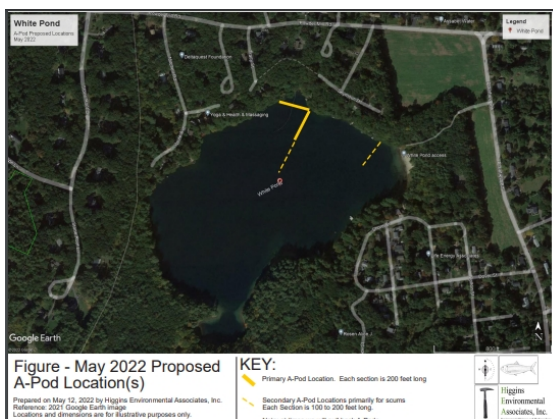 White Pond
A-Pod Proposed Locations
May 2022
Legend
White Pond
Yoga & Health & Massaging
White Pond access
White Pond
Google Earth
Figure - May 2022 Proposed
A-Pod Location(s)
Prepared on May 12, 2022 by Higgins Environmental Associates, Inc.
Reference: 2021 Google Earth image
Locations and dimensions are for illustrative purposes only.
KEY:
Primary A-Pod Location. Each section is 200 feet long
Secondary A-Pod Locations primarily for scums
Each Section is 100 to 200 feet long.
Higgins
Environmental
Associates, Inc.